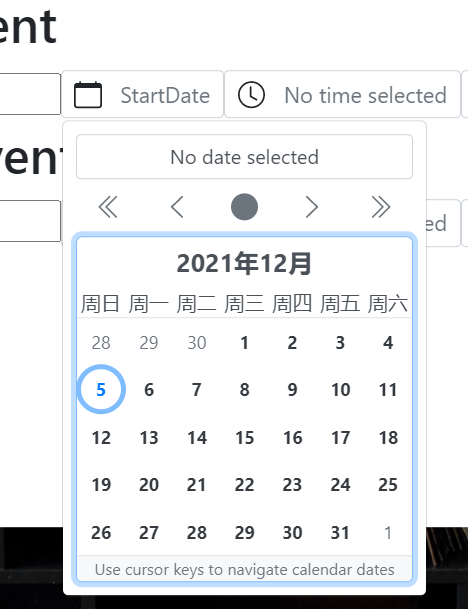 ent
StartDate No time selected
No date selected
vent
ed
2021年12月
周日 周一 周二 周三 周四 周五 周六
28 29 30 1 2 3 4
5 6 7 8 9 10 11
12 13 14 15 16 17 18
19 20 21 22 23 24 25
26 27 28 29 30 31 1
Use cursor keys to navigate calendar dates